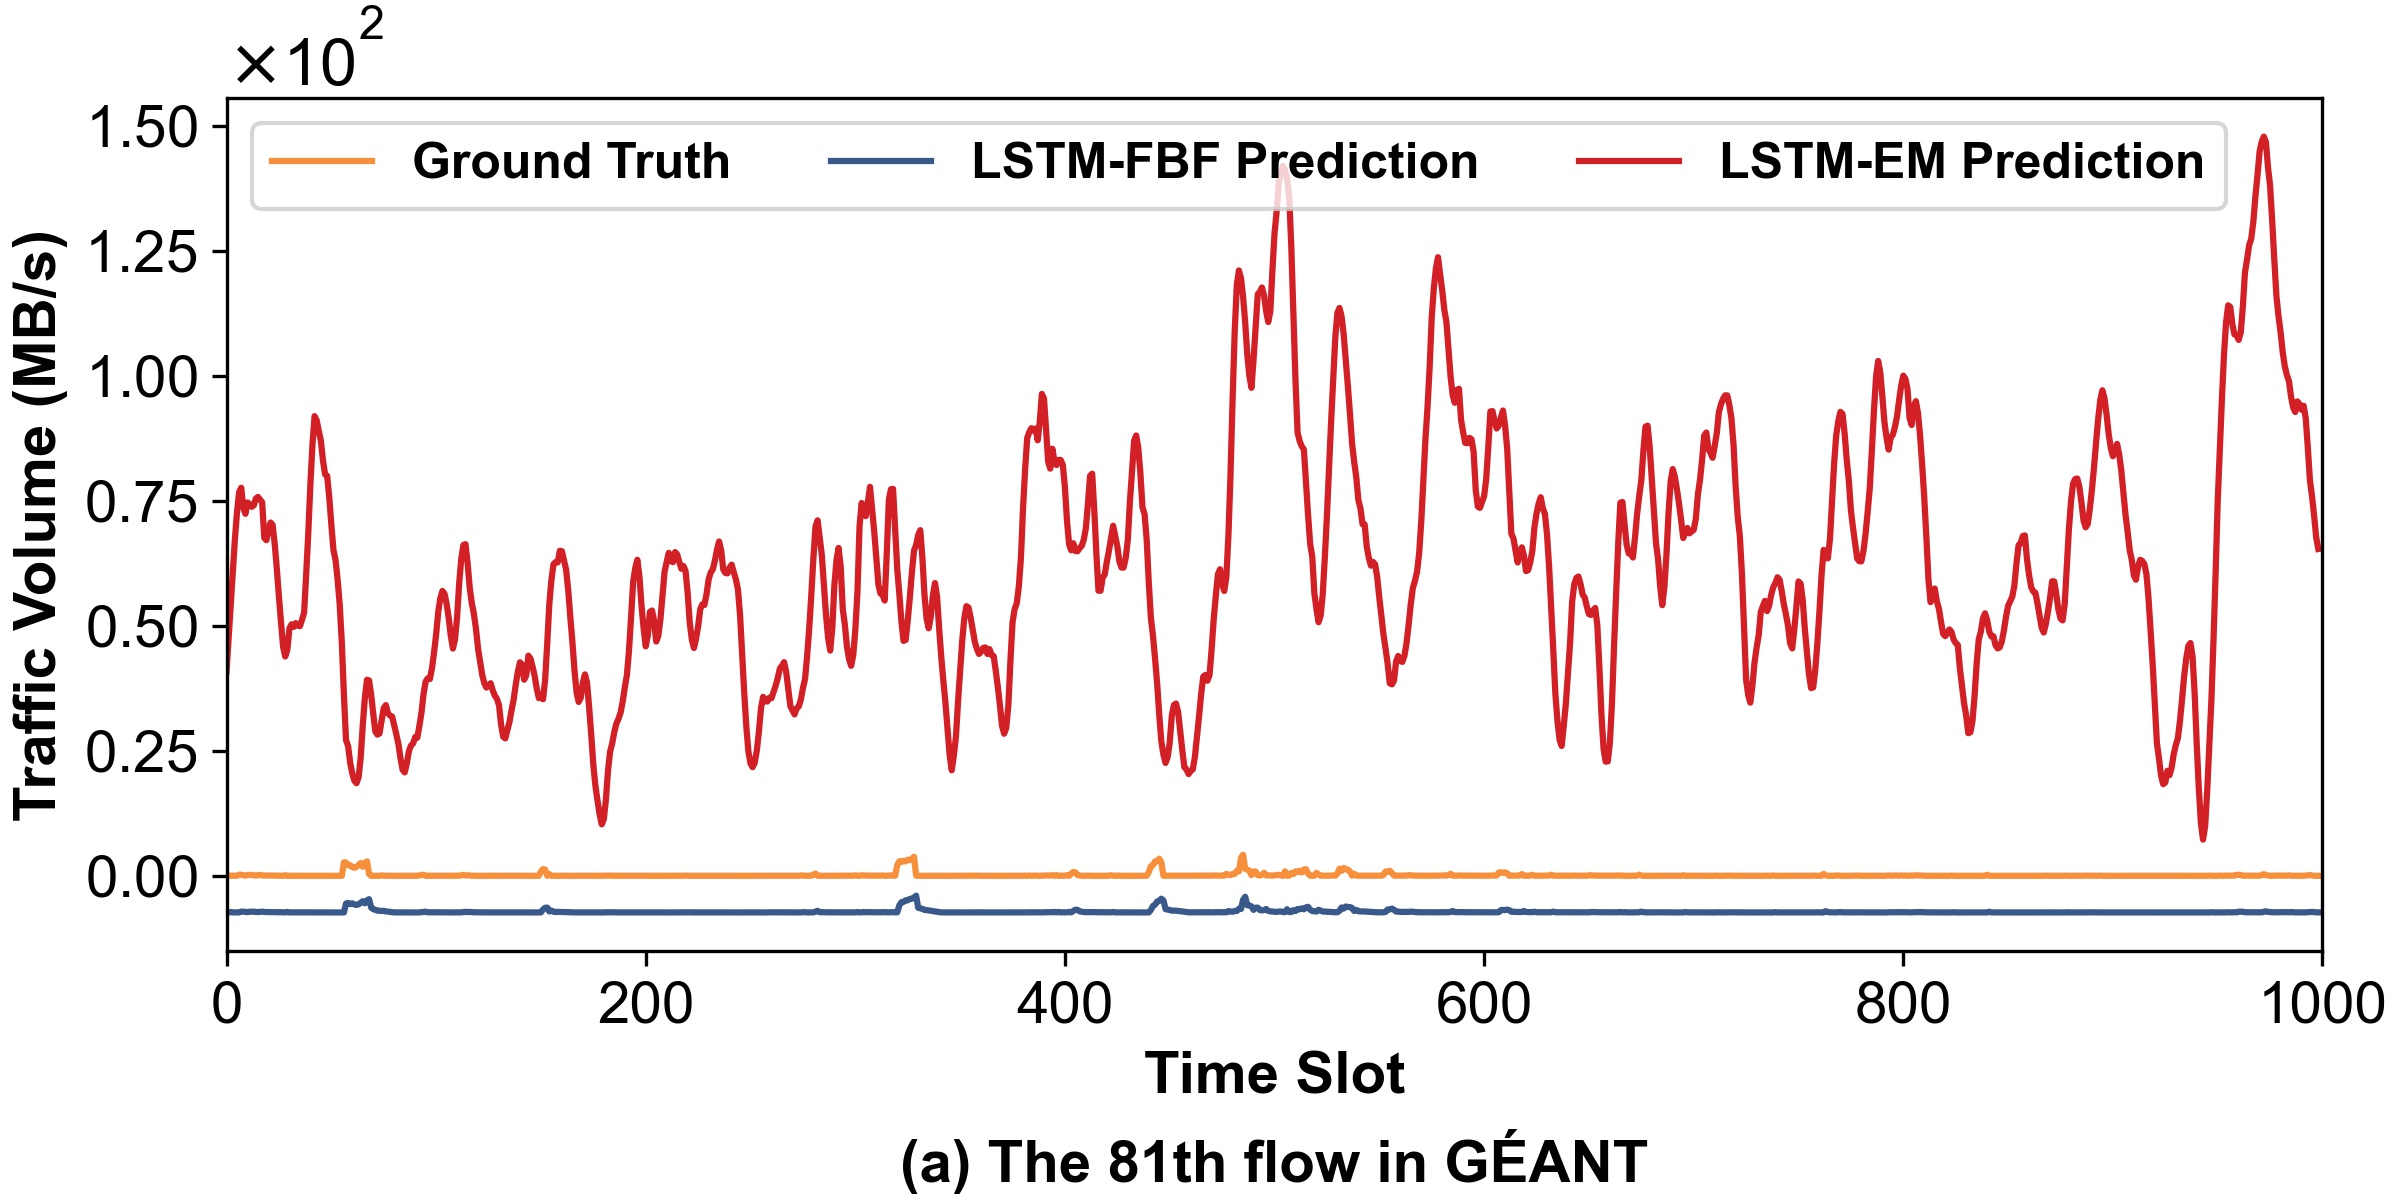 ×10²
1.50
1.25
1.00
0.75
0.50
0.25
0.00
Traffic Volume (MB/s)
Ground Truth LSTM-FBF Prediction LSTM-EM Prediction
0 200 400 600 800 1000
Time Slot
(a) The 81th flow in GÉANT